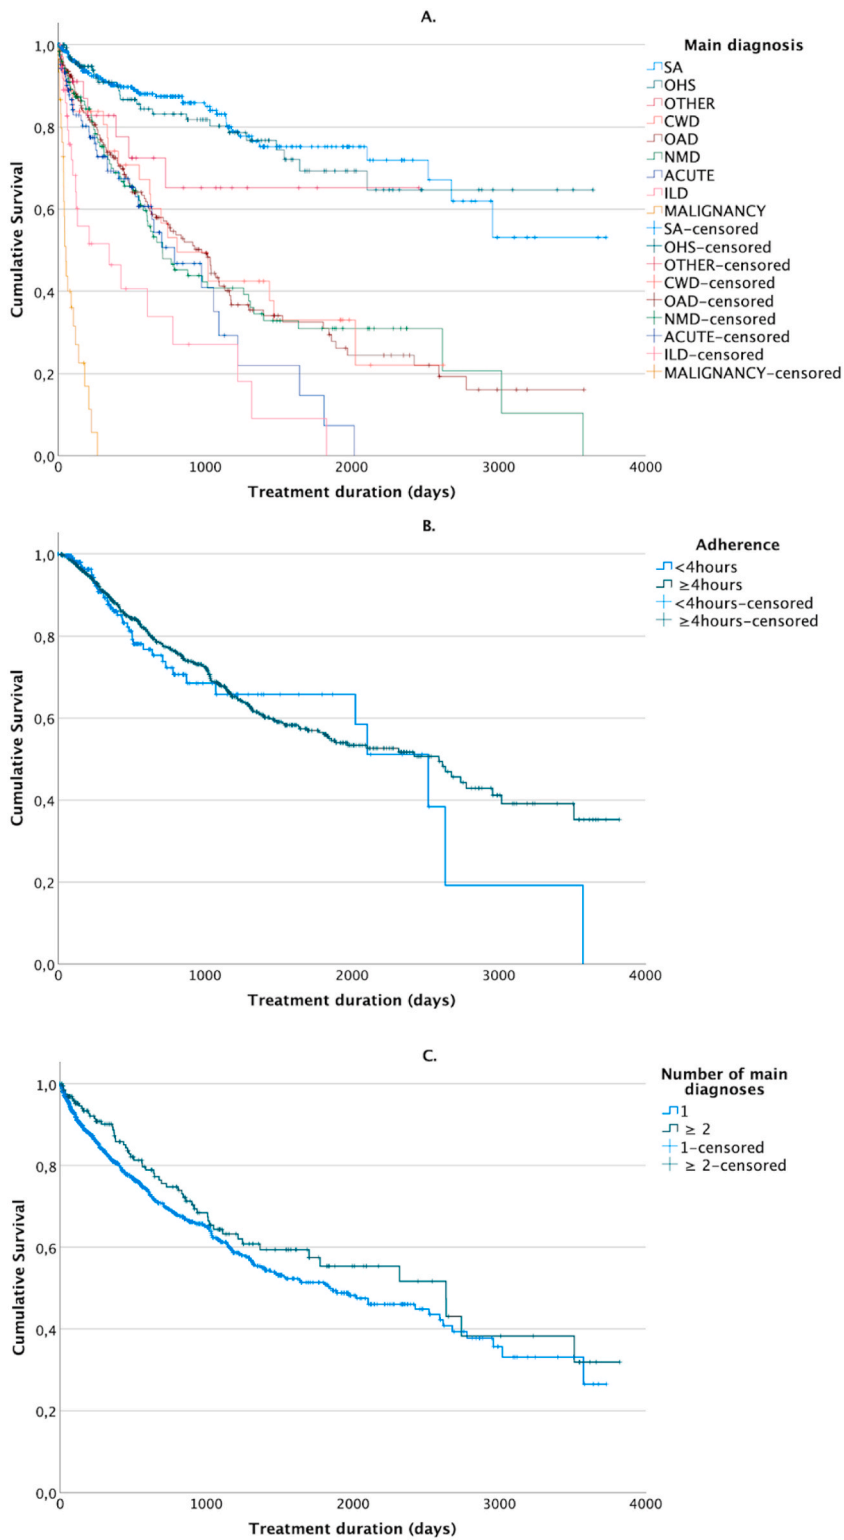 A.
Main diagnosis
SA
OHS
OTHER
CWD
OAD
NMD
ACUTE
ILD
MALIGNANCY
SA-censored
OHS-censored
OTHER-censored
CWD-censored
OAD-censored
NMD-censored
ACUTE-censored
ILD-censored
MALIGNANCY-censored
Cumulative Survival
1,0
0,8
0,6
0,4
0,2
0,0
0 1000 2000 3000 4000
Treatment duration (days)
B.
Adherence
<4hours
≥4hours
<4hours-censored
≥4hours-censored
Cumulative Survival
1,0
0,8
0,6
0,4
0,2
0,0
0 1000 2000 3000 4000
Treatment duration (days)
C.
Number of main
diagnoses
1
≥ 2
1-censored
≥ 2-censored
Cumulative Survival
1,0
0,8
0,6
0,4
0,2
0,0
0 1000 2000 3000 4000
Treatment duration (days)